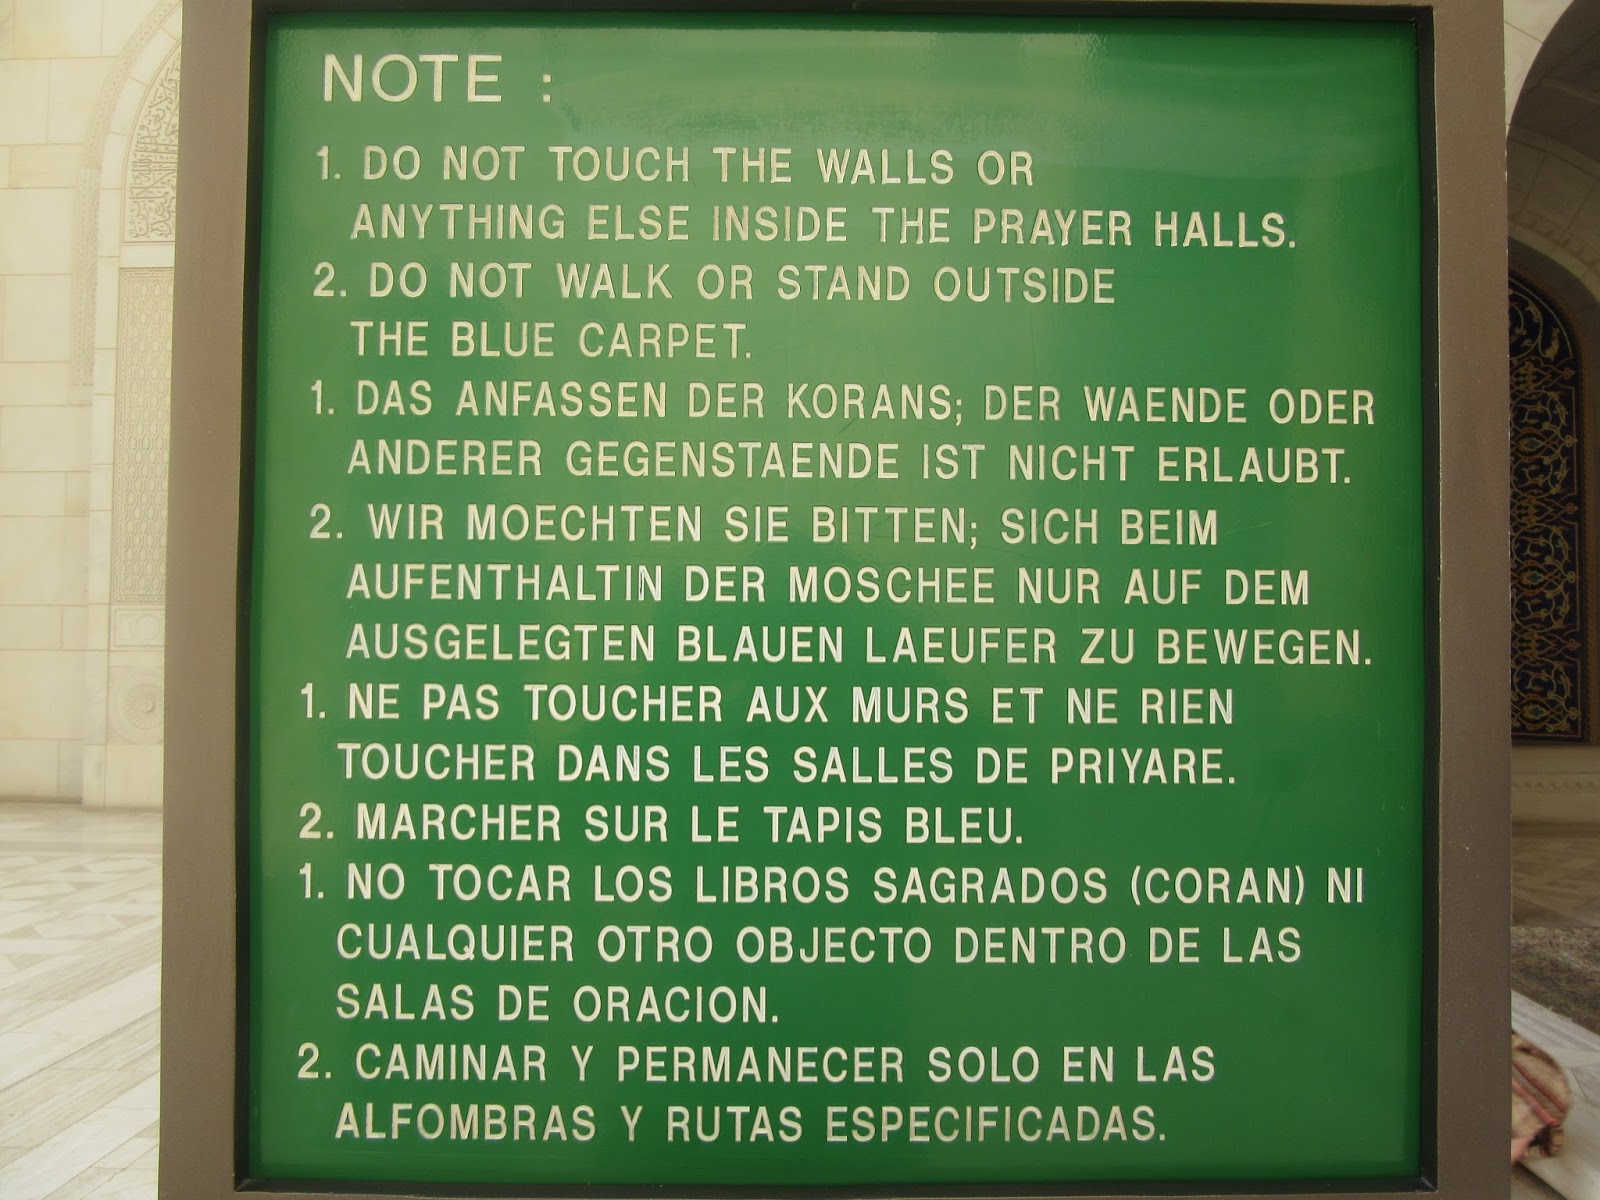 NOTE :
1. DO NOT TOUCH THE WALLS OR
ANYTHING ELSE INSIDE THE PRAYER HALLS.
2. DO NOT WALK OR STAND OUTSIDE
THE BLUE CARPET.
1. DAS ANFASSEN DER KORANS; DER WAENDE ODER
ANDERER GEGENSTAENDE IST NICHT ERLAUBT.
2. WIR MOECHTEN SIE BITTEN; SICH BEIM
AUFENTHALTIN DER MOSCHEE NUR AUF DEM
AUSGELEGTEN BLAUEN LAEUFER ZU BEWEGEN.
1. NE PAS TOUCHER AUX MURS ET NE RIEN
TOUCHER DANS LES SALLES DE PRIYARE.
2. MARCHER SUR LE TAPIS BLEU.
1. NO TOCAR LOS LIBROS SAGRADOS (CORAN) NI
CUALQUIER OTRO OBJECTO DENTRO DE LAS
SALAS DE ORACION.
2. CAMINAR Y PERMANECER SOLO EN LAS
ALFOMBRAS Y RUTAS ESPECIFICADAS.